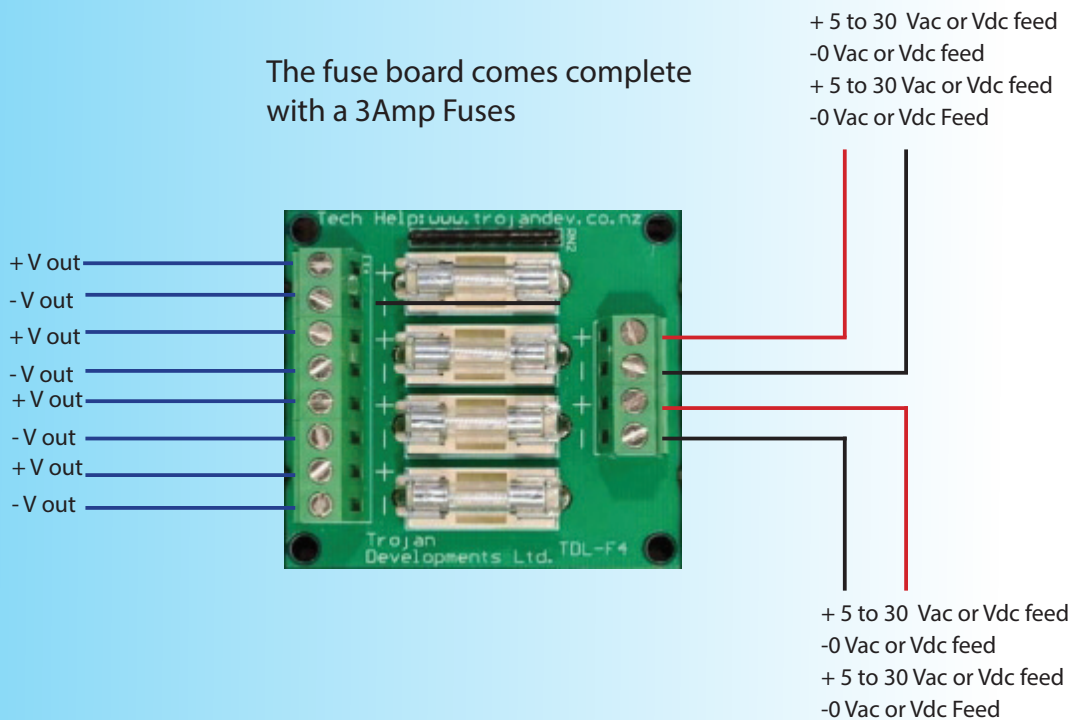 + 5 to 30 Vac or Vdc feed
-0 Vac or Vdc feed
+ 5 to 30 Vac or Vdc feed
-0 Vac or Vdc Feed
The fuse board comes complete
with a 3Amp Fuses
Tech Help:www.trojandev.co.nz
RN2
+ V out
- V out
+ V out
- V out
+ V out
- V out
+ V out
- V out
+
+
-
+
-
+
-
+
-
+
-
Trojan
Developments Ltd.
TDL-F4
+ 5 to 30 Vac or Vdc feed
-0 Vac or Vdc feed
+ 5 to 30 Vac or Vdc feed
-0 Vac or Vdc Feed